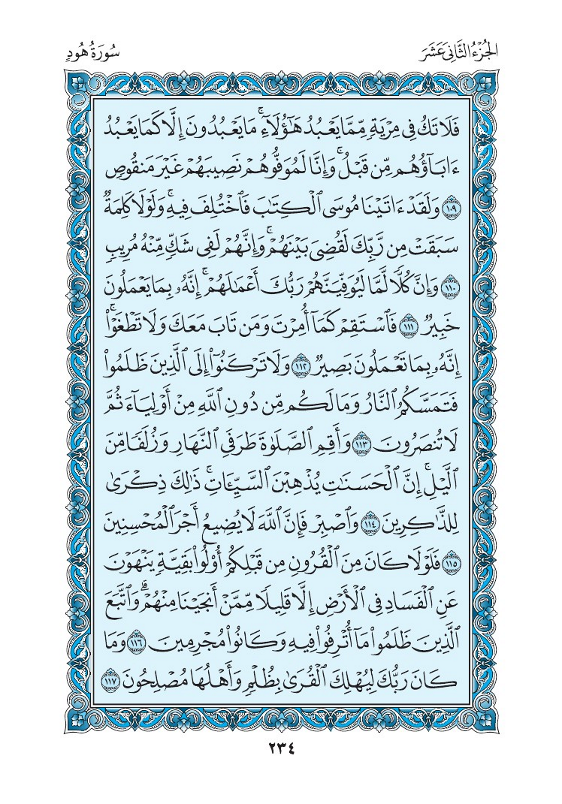 الجُزْءُ الثَّانِي عَشَرَ
سُورَةُ هُودٍ
فَلَا تَكُ فِي مِرْيَةٍ مِّمَّا يَعْبُدُ هَٰٓؤُلَآءِۚ مَا يَعْبُدُونَ إِلَّا كَمَا يَعْبُدُ
ءَابَآؤُهُم مِّن قَبْلُۚ وَإِنَّا لَمُوَفُّوهُمْ نَصِيبَهُمْ غَيْرَ مَنقُوصٍ
١٠٩ وَلَقَدْ ءَاتَيْنَا مُوسَى ٱلْكِتَٰبَ فَٱخْتُلِفَ فِيهِۚ وَلَوْلَا كَلِمَةٌ
سَبَقَتْ مِن رَّبِّكَ لَقُضِيَ بَيْنَهُمْۚ وَإِنَّهُمْ لَفِي شَكٍّ مِّنْهُ مُرِيبٍ
١١٠ وَإِنَّ كُلًّا لَّمَّا لَيُوَفِّيَنَّهُمْ رَبُّكَ أَعْمَٰلَهُمْۚ إِنَّهُۥ بِمَا يَعْمَلُونَ
خَبِيرٌ ١١١ فَٱسْتَقِمْ كَمَآ أُمِرْتَ وَمَن تَابَ مَعَكَ وَلَا تَطْغَوْا۟ۚ
إِنَّهُۥ بِمَا تَعْمَلُونَ بَصِيرٌ ١١٢ وَلَا تَرْكَنُوٓا۟ إِلَى ٱلَّذِينَ ظَلَمُوا۟
فَتَمَسَّكُمُ ٱلنَّارُ وَمَا لَكُم مِّن دُونِ ٱللَّهِ مِنْ أَوْلِيَآءَ ثُمَّ
لَا تُنصَرُونَ ١١٣ وَأَقِمِ ٱلصَّلَوٰةَ طَرَفَيِ ٱلنَّهَارِ وَزُلَفًا مِّنَ
ٱلَّيْلِۚ إِنَّ ٱلْحَسَنَٰتِ يُذْهِبْنَ ٱلسَّيِّـَٔاتِۚ ذَٰلِكَ ذِكْرَىٰ
لِلذَّٰكِرِينَ ١١٤ وَٱصْبِرْ فَإِنَّ ٱللَّهَ لَا يُضِيعُ أَجْرَ ٱلْمُحْسِنِينَ
١١٥ فَلَوْلَا كَانَ مِنَ ٱلْقُرُونِ مِن قَبْلِكُمْ أُو۟لُوا۟ بَقِيَّةٍ يَنْهَوْنَ
عَنِ ٱلْفَسَادِ فِي ٱلْأَرْضِ إِلَّا قَلِيلًا مِّمَّنْ أَنجَيْنَا مِنْهُمْۗ وَٱتَّبَعَ
ٱلَّذِينَ ظَلَمُوا۟ مَآ أُتْرِفُوا۟ فِيهِ وَكَانُوا۟ مُجْرِمِينَ ١١٦ وَمَا
كَانَ رَبُّكَ لِيُهْلِكَ ٱلْقُرَىٰ بِظُلْمٍ وَأَهْلُهَا مُصْلِحُونَ ١١٧
٢٣٤